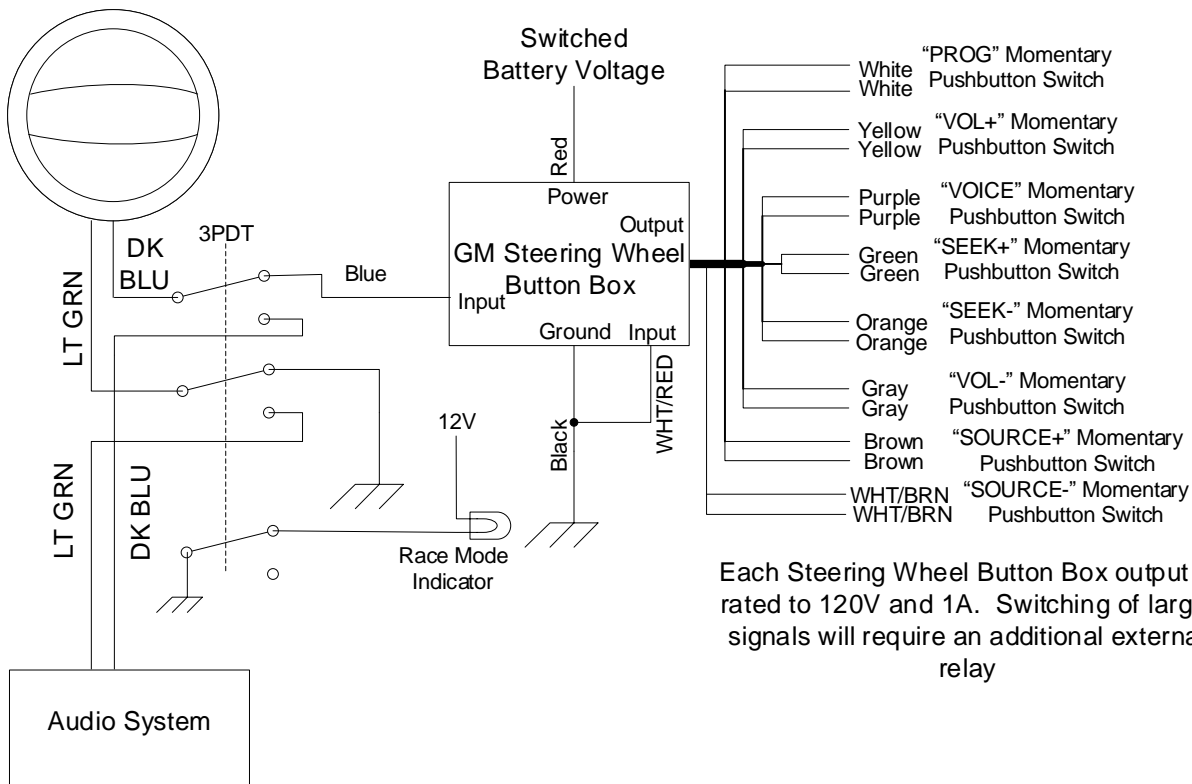 Switched
Battery Voltage
Red
Power
Output
GM Steering Wheel
Button Box
Input
Ground
Input
Blue
3PDT
DK
BLU
LT GRN
LT GRN
DK BLU
12V
Race Mode
Indicator
Black
WHT/RED
Audio System
White
White
“PROG” Momentary
Pushbutton Switch
Yellow
Yellow
“VOL+” Momentary
Pushbutton Switch
Purple
Purple
“VOICE” Momentary
Pushbutton Switch
Green
Green
“SEEK+” Momentary
Pushbutton Switch
Orange
Orange
“SEEK-” Momentary
Pushbutton Switch
Gray
Gray
“VOL-” Momentary
Pushbutton Switch
Brown
Brown
“SOURCE+” Momentary
Pushbutton Switch
WHT/BRN
WHT/BRN
“SOURCE-” Momentary
Pushbutton Switch
Each Steering Wheel Button Box output
rated to 120V and 1A. Switching of larg
signals will require an additional externa
relay